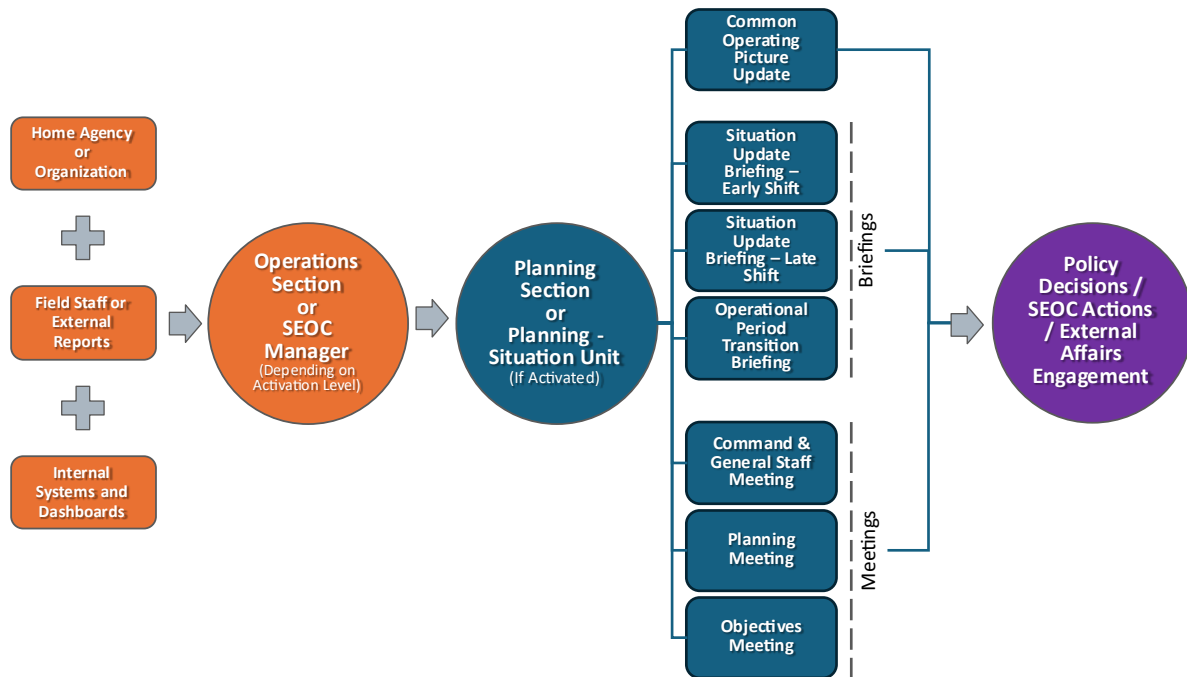 Home Agency
or
Organization
Field Staff or
External
Reports
Internal
Systems and
Dashboards
Operations
Section
or
SEOC
Manager
(Depending on
Activation Level)
Planning
Section
or
Planning -
Situation Unit
(If Activated)
Common
Operating
Picture
Update
Situation
Update
Briefing –
Early Shift
Situation
Update
Briefing – Late
Shift
Operational
Period
Transition
Briefing
Briefings
Command &
General Staff
Meeting
Planning
Meeting
Objectives
Meeting
Meetings
Policy
Decisions /
SEOC Actions
/ External
Affairs
Engagement